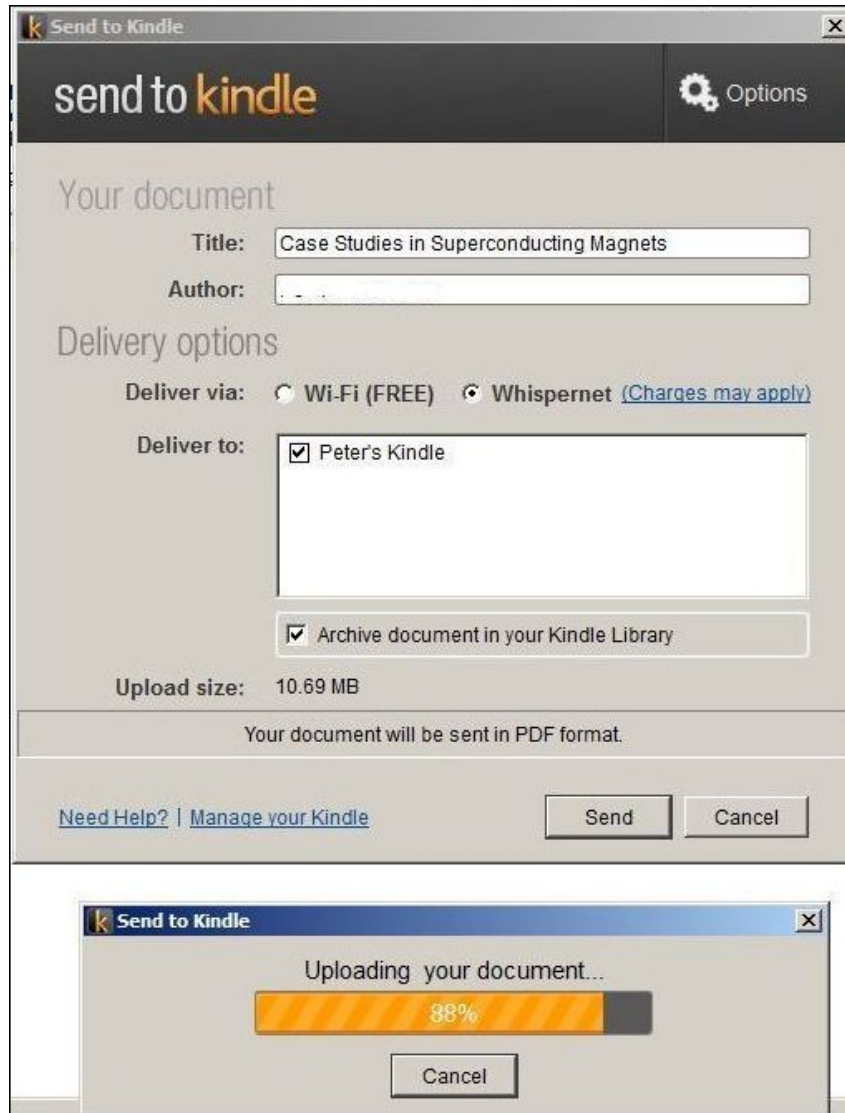 Send to Kindle
send to kindle
Options
Your document
Title: Case Studies in Superconducting Magnets
Author:
Delivery options
Deliver via: Wi-Fi (FREE) Whispernet (Charges may apply)
Deliver to: Peter's Kindle
Archive document in your Kindle Library
Upload size: 10.69 MB
Your document will be sent in PDF format.
Need Help? | Manage your Kindle Send Cancel
Send to Kindle
Uploading your document...
88%
Cancel